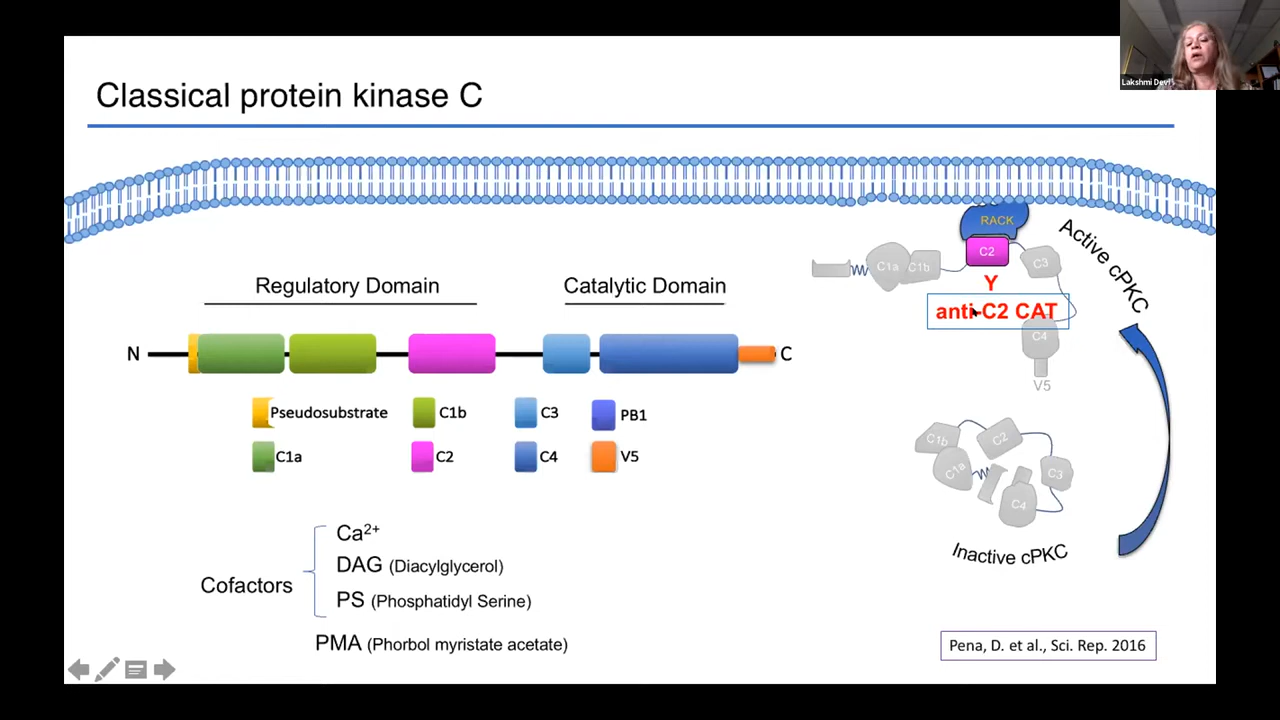 Lakshmi Devi
Classical protein kinase C
RACK
C2
C1a
C1b
C3
Active cPKC
Y
anti-C2 CAT
C4
V5
Regulatory Domain
Catalytic Domain
N
C
Pseudosubstrate
C1b
C3
PB1
C1a
C2
C4
V5
C1b
C2
C1a
C3
C4
Inactive cPKC
Cofactors
Ca²⁺
DAG (Diacylglycerol)
PS (Phosphatidyl Serine)
PMA (Phorbol myristate acetate)
Pena, D. et al., Sci. Rep. 2016